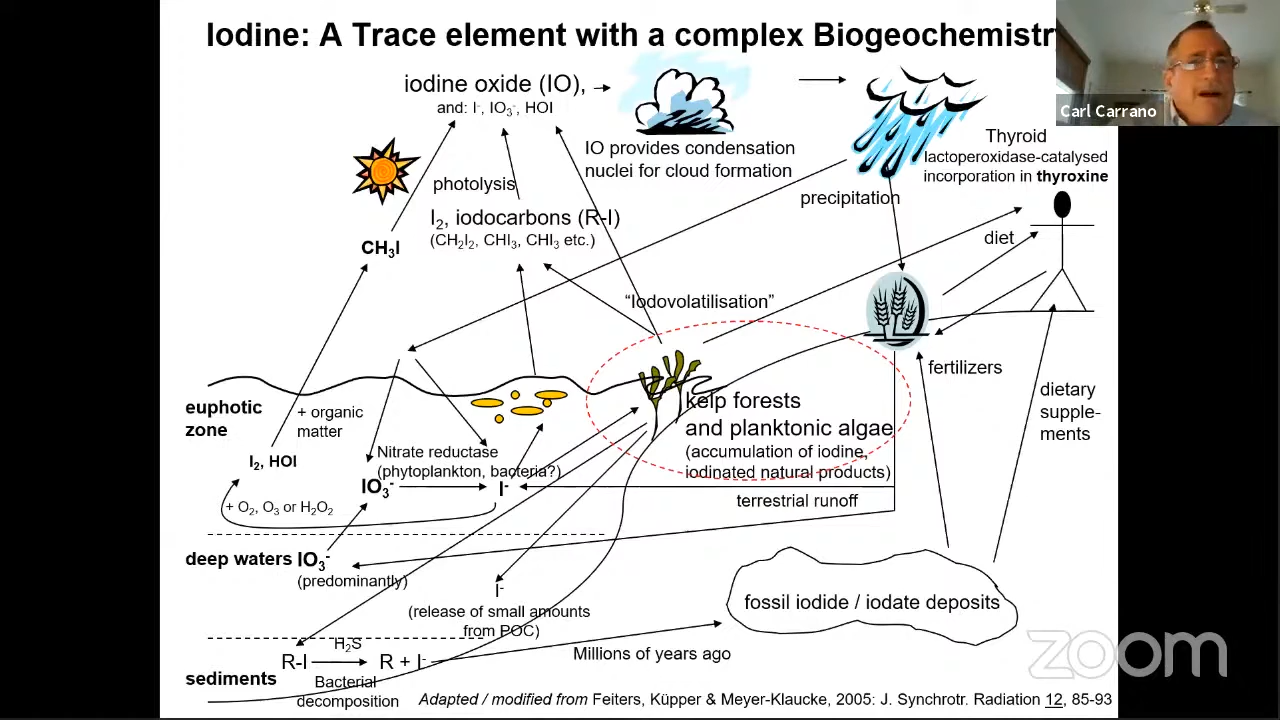 Iodine: A Trace element with a complex Biogeochemistry
Carl Carrano
iodine oxide (IO),
and: I⁻, IO₃⁻, HOI
IO provides condensation
nuclei for cloud formation
precipitation
Thyroid
lactoperoxidase-catalysed
incorporation in thyroxine
photolysis
I₂, iodocarbons (R-I)
(CH₂I₂, CHI₃, CHI₃ etc.)
CH₃I
diet
"Iodovolatilisation"
fertilizers
dietary
supple-
ments
euphotic
zone
+ organic
matter
kelp forests
and planktonic algae
(accumulation of iodine,
iodinated natural products)
Nitrate reductase
(phytoplankton, bacteria?)
I₂, HOI
IO₃⁻
I⁻
+ O₂, O₃ or H₂O₂
terrestrial runoff
deep waters
IO₃⁻
(predominantly)
I⁻
(release of small amounts
from POC)
fossil iodide / iodate deposits
sediments
R-I
H₂S
R + I⁻
Bacterial
decomposition
Millions of years ago
Adapted / modified from Feiters, Küpper & Meyer-Klaucke, 2005: J. Synchrotr. Radiation 12, 85-93
zoom